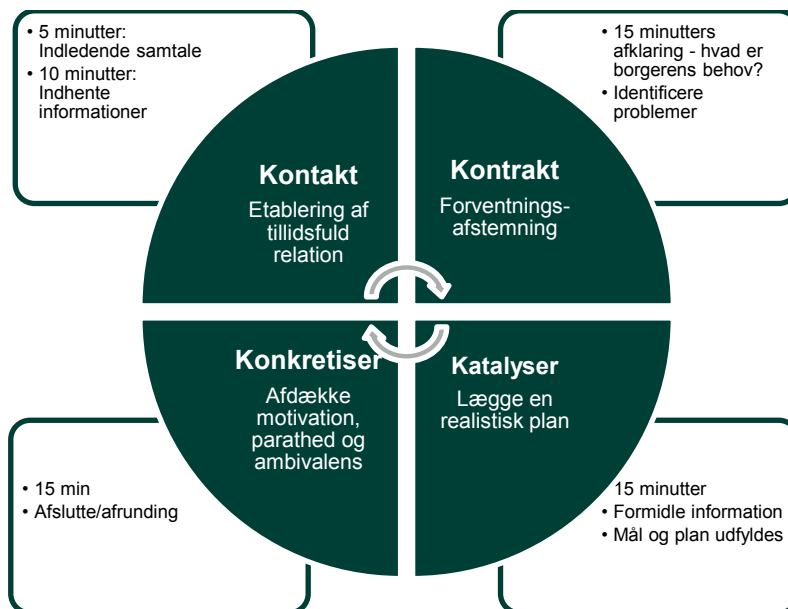 • 5 minutter:
Indledende samtale
• 10 minutter:
Indhente
informationer
• 15 minutters
afklaring - hvad er
borgerens behov?
• Identificere
problemer
Kontakt
Etablering af
tillidsfuld
relation
Kontrakt
Forventnings-
afstemning
Konkretiser
Afdække
motivation,
parathed og
ambivalens
Katalyser
Lægge en
realistisk plan
• 15 min
• Afslutte/afrunding
15 minutter
• Formidle information
• Mål og plan udfyldes